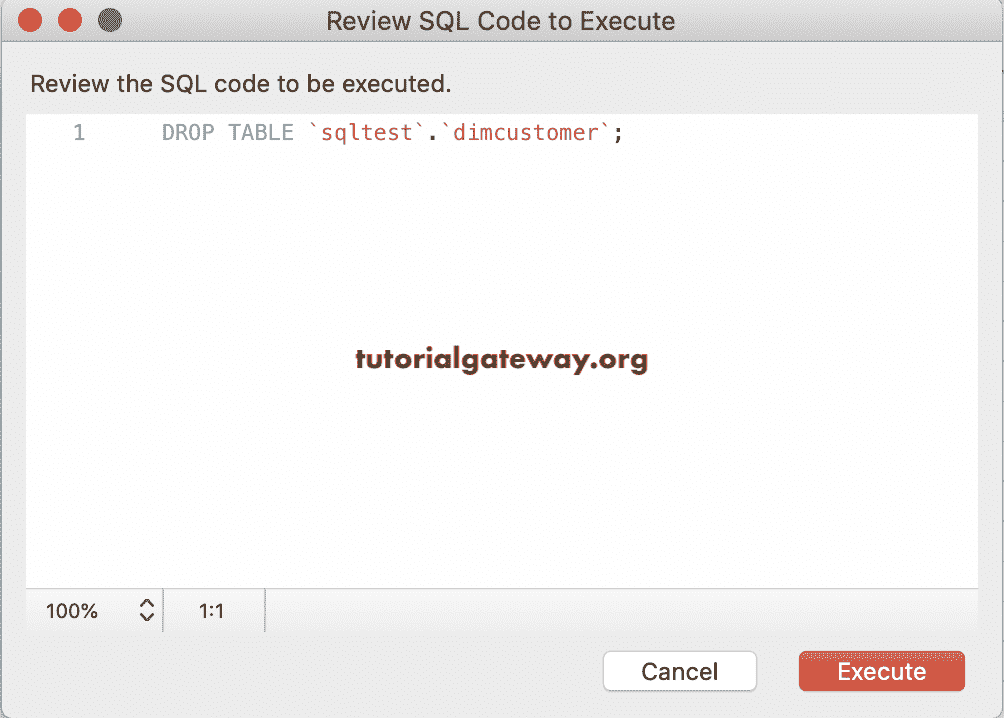 Review SQL Code to Execute
Review the SQL code to be executed.
1 DROP TABLE `sqltest`.`dimcustomer`;
tutorialgateway.org
100% 1:1
Cancel Execute